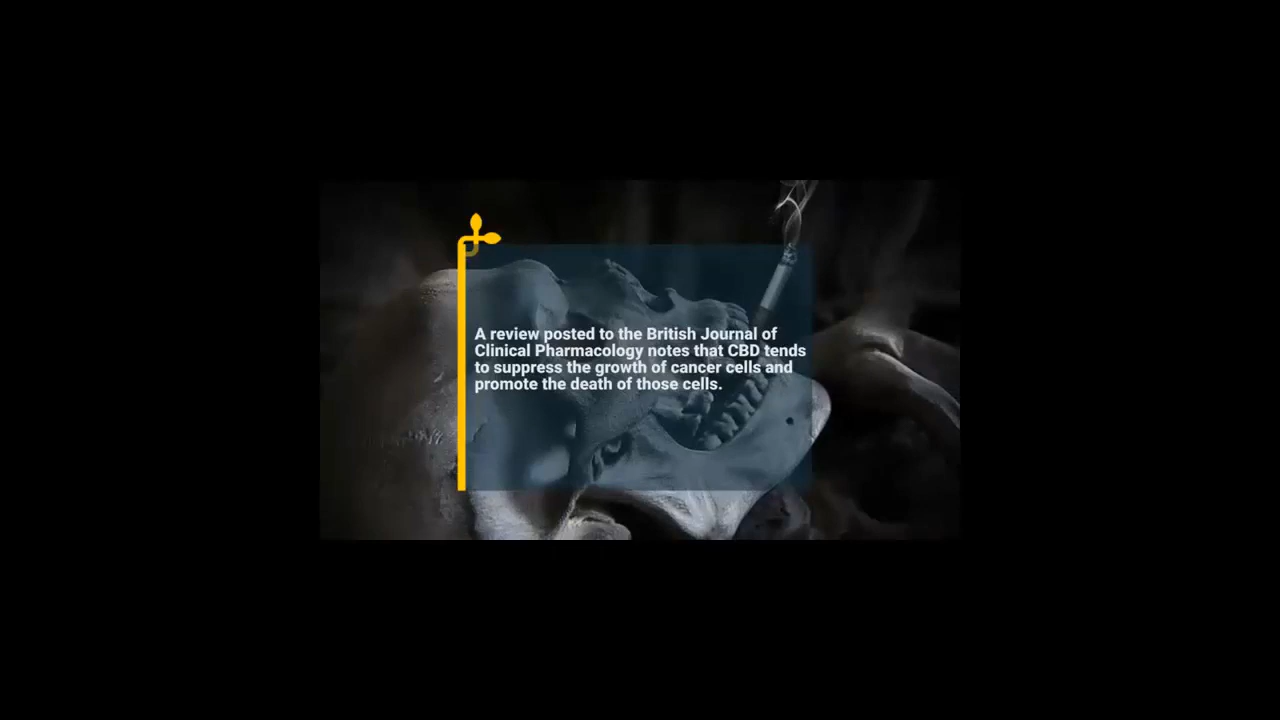 A review posted to the British Journal of
Clinical Pharmacology notes that CBD tends
to suppress the growth of cancer cells and
promote the death of those cells.